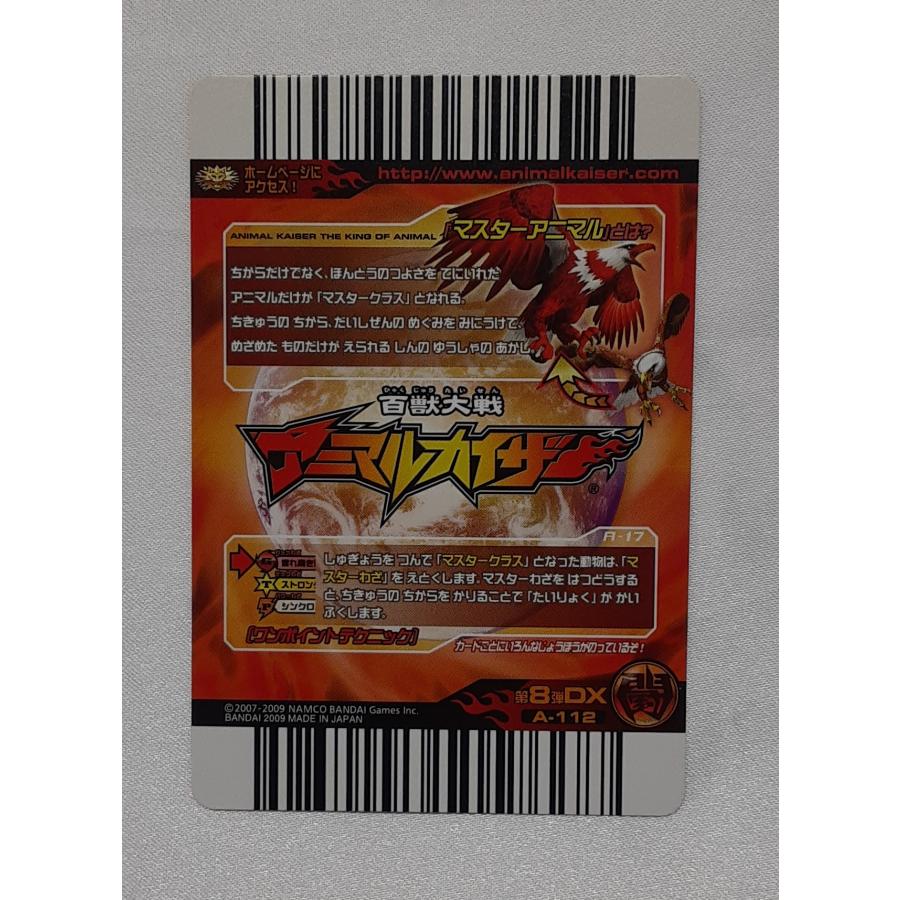 ホームページに
アクセス!
http://www.animalkaiser.com
ANIMAL KAISER THE KING OF ANIMAL
「マスターアニマル」とは?
ちからだけでなく、ほんとうのつよさを てにいれた
アニマルだけが「マスタークラス」となれる。
ちきゅうの ちから、だいしぜんの めぐみを みにうけて、
めざめた ものだけが えられる しんの ゆうしゃの あかし。
ひゃくじゅうたいせん
百獣大戦
アニマルカイザー
®
A-17
しゅぎょうを つんで「マスタークラス」となった動物は、「マ
スターわざ」を えとくします。マスターわざを はつどうする
と、ちきゅうの ちからを かりることで「たいりょく」が かい
ふくします。
G
T ストロング
P シンクロ
[ワンポイントテクニック]
カードごとにいろんなじょうほうがのっているぞ!
©2007-2009 NAMCO BANDAI Games Inc.
BANDAI 2009 MADE IN JAPAN
第8弾DX
A-112
闘